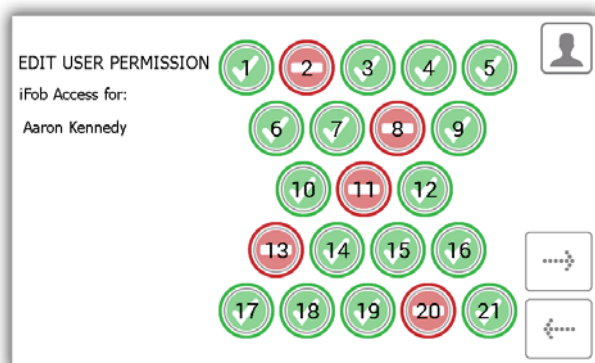 EDIT USER PERMISSION
iFob Access for:
Aaron Kennedy
1 2 3 4 5
6 7 8 9
10 11 12
13 14 15 16
17 18 19 20 21